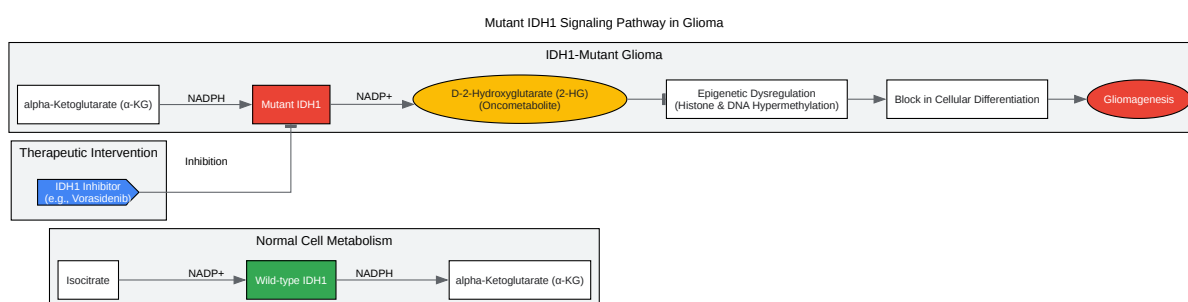 Mutant IDH1 Signaling Pathway in Glioma
IDH1-Mutant Glioma
alpha-Ketoglutarate (α-KG)
NADPH
Mutant IDH1
NADP+
D-2-Hydroxyglutarate (2-HG)
(Oncometabolite)
Epigenetic Dysregulation
(Histone & DNA Hypermethylation)
Block in Cellular Differentiation
Gliomagenesis
Therapeutic Intervention
Inhibition
IDH1 Inhibitor
(e.g., Vorasidenib)
Normal Cell Metabolism
Isocitrate
NADP+
Wild-type IDH1
NADPH
alpha-Ketoglutarate (α-KG)